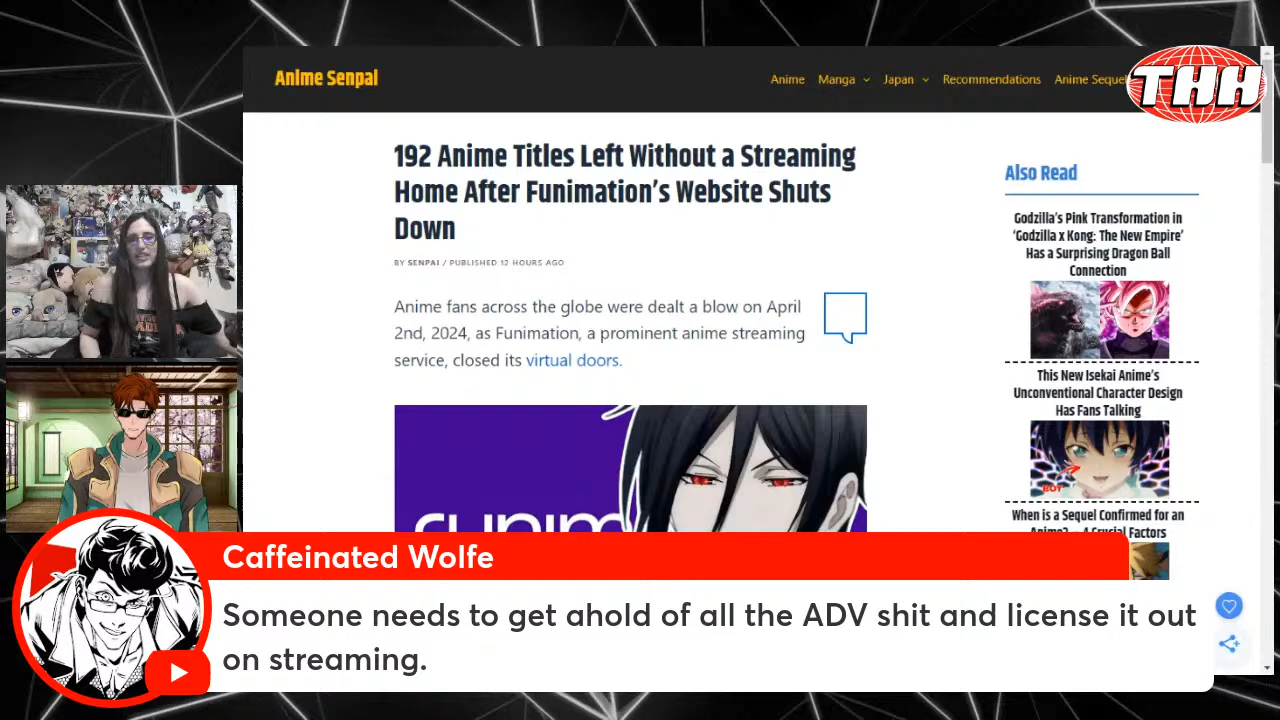 Anime Senpai
Anime Manga Japan Recommendations Anime Sequel
THH
192 Anime Titles Left Without a Streaming
Home After Funimation’s Website Shuts
Down
BY SENPAI / PUBLISHED 12 HOURS AGO
Anime fans across the globe were dealt a blow on April
2nd, 2024, as Funimation, a prominent anime streaming
service, closed its virtual doors.
Also Read
Godzilla’s Pink Transformation in
‘Godzilla x Kong: The New Empire’
Has a Surprising Dragon Ball
Connection
This New Isekai Anime’s
Unconventional Character Design
Has Fans Talking
BOY
When is a Sequel Confirmed for an
Anime? – 4 Crucial Factors
Caffeinated Wolfe
Someone needs to get ahold of all the ADV shit and license it out
on streaming.